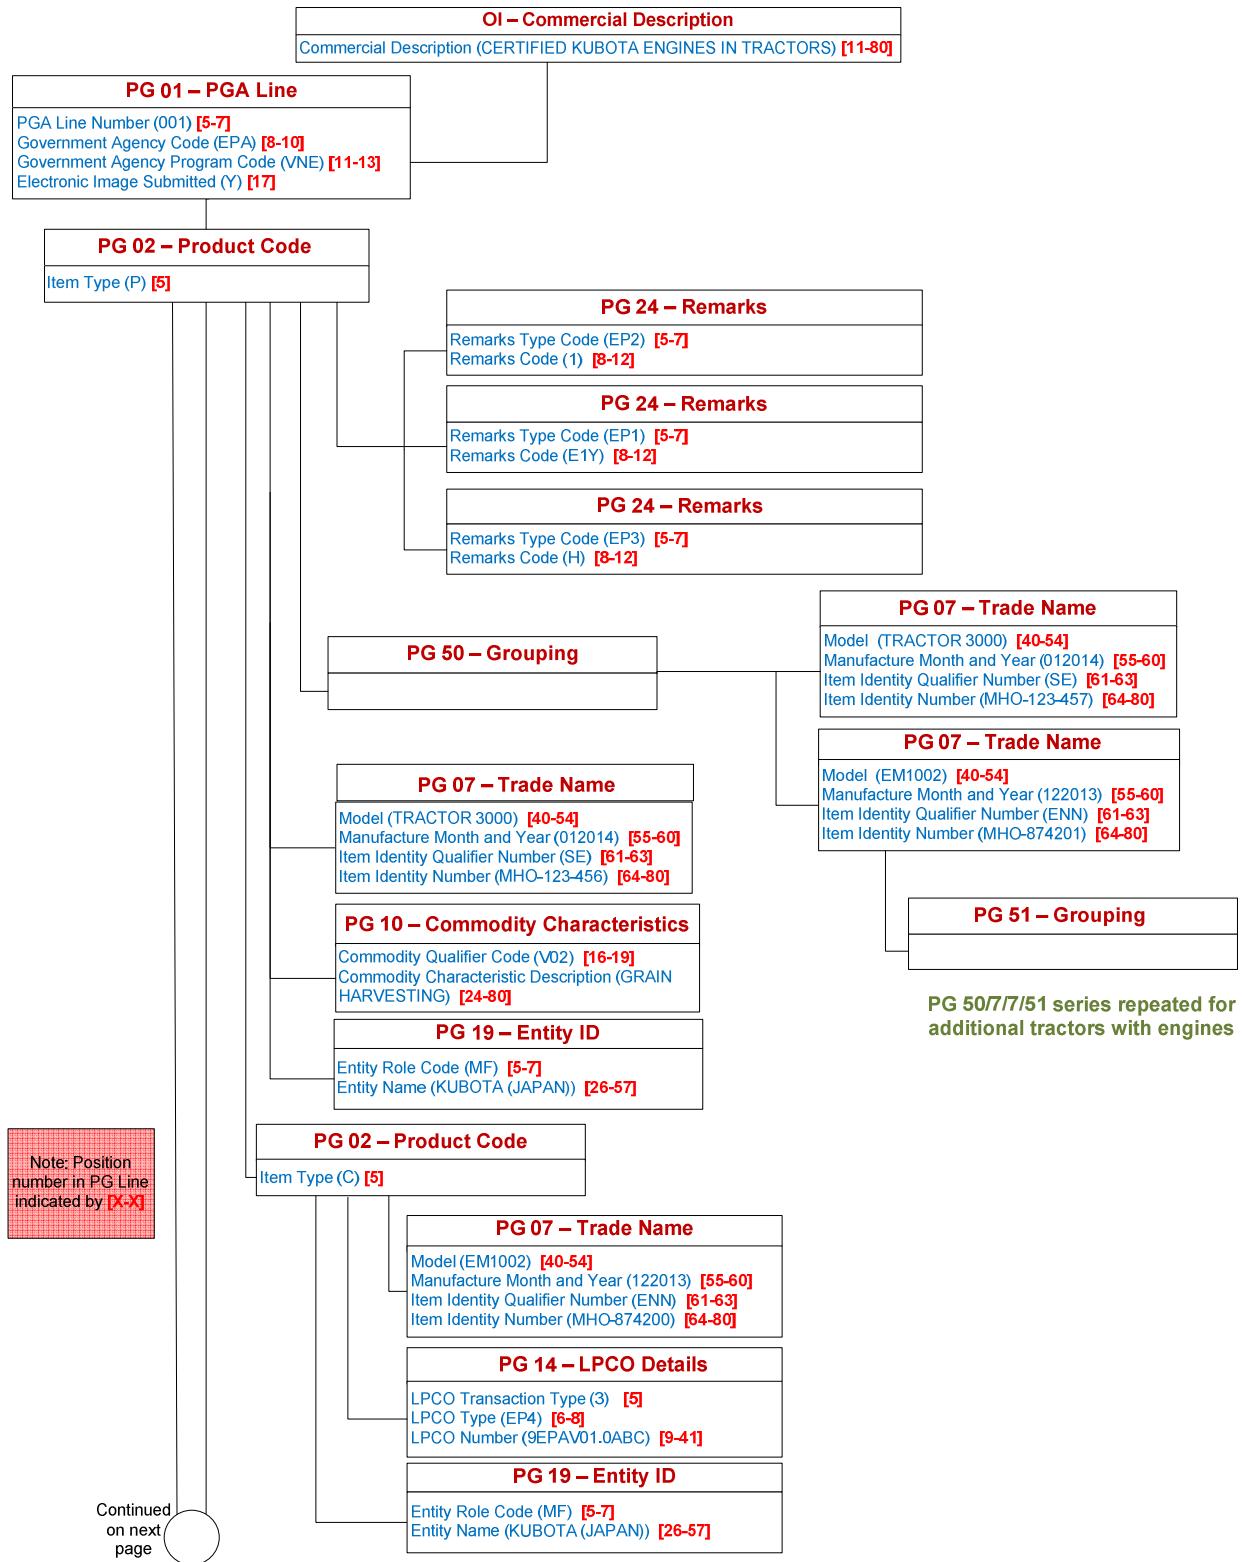 OI – Commercial Description
Commercial Description (CERTIFIED KUBOTA ENGINES IN TRACTORS) [11-80]
PG 01 – PGA Line
PGA Line Number (001) [5-7]
Government Agency Code (EPA) [8-10]
Government Agency Program Code (VNE) [11-13]
Electronic Image Submitted (Y) [17]
PG 02 – Product Code
Item Type (P) [5]
PG 24 – Remarks
Remarks Type Code (EP2) [5-7]
Remarks Code (1) [8-12]
PG 24 – Remarks
Remarks Type Code (EP1) [5-7]
Remarks Code (E1Y) [8-12]
PG 24 – Remarks
Remarks Type Code (EP3) [5-7]
Remarks Code (H) [8-12]
PG 50 – Grouping
PG 07 – Trade Name
Model (TRACTOR 3000) [40-54]
Manufacture Month and Year (012014) [55-60]
Item Identity Qualifier Number (SE) [61-63]
Item Identity Number (MHO-123-457) [64-80]
PG 07 – Trade Name
Model (EM1002) [40-54]
Manufacture Month and Year (122013) [55-60]
Item Identity Qualifier Number (ENN) [61-63]
Item Identity Number (MHO-874201) [64-80]
PG 51 – Grouping
PG 50/7/7/51 series repeated for
additional tractors with engines
PG 07 – Trade Name
Model (TRACTOR 3000) [40-54]
Manufacture Month and Year (012014) [55-60]
Item Identity Qualifier Number (SE) [61-63]
Item Identity Number (MHO-123-456) [64-80]
PG 10 – Commodity Characteristics
Commodity Qualifier Code (V02) [16-19]
Commodity Characteristic Description (GRAIN
HARVESTING) [24-80]
PG 19 – Entity ID
Entity Role Code (MF) [5-7]
Entity Name (KUBOTA (JAPAN)) [26-57]
PG 02 – Product Code
Item Type (C) [5]
Note: Position
number in PG Line
indicated by [X-X]
PG 07 – Trade Name
Model (EM1002) [40-54]
Manufacture Month and Year (122013) [55-60]
Item Identity Qualifier Number (ENN) [61-63]
Item Identity Number (MHO-874200) [64-80]
PG 14 – LPCO Details
LPCO Transaction Type (3) [5]
LPCO Type (EP4) [6-8]
LPCO Number (9EPAV01.0ABC) [9-41]
PG 19 – Entity ID
Entity Role Code (MF) [5-7]
Entity Name (KUBOTA (JAPAN)) [26-57]
Continued
on next
page